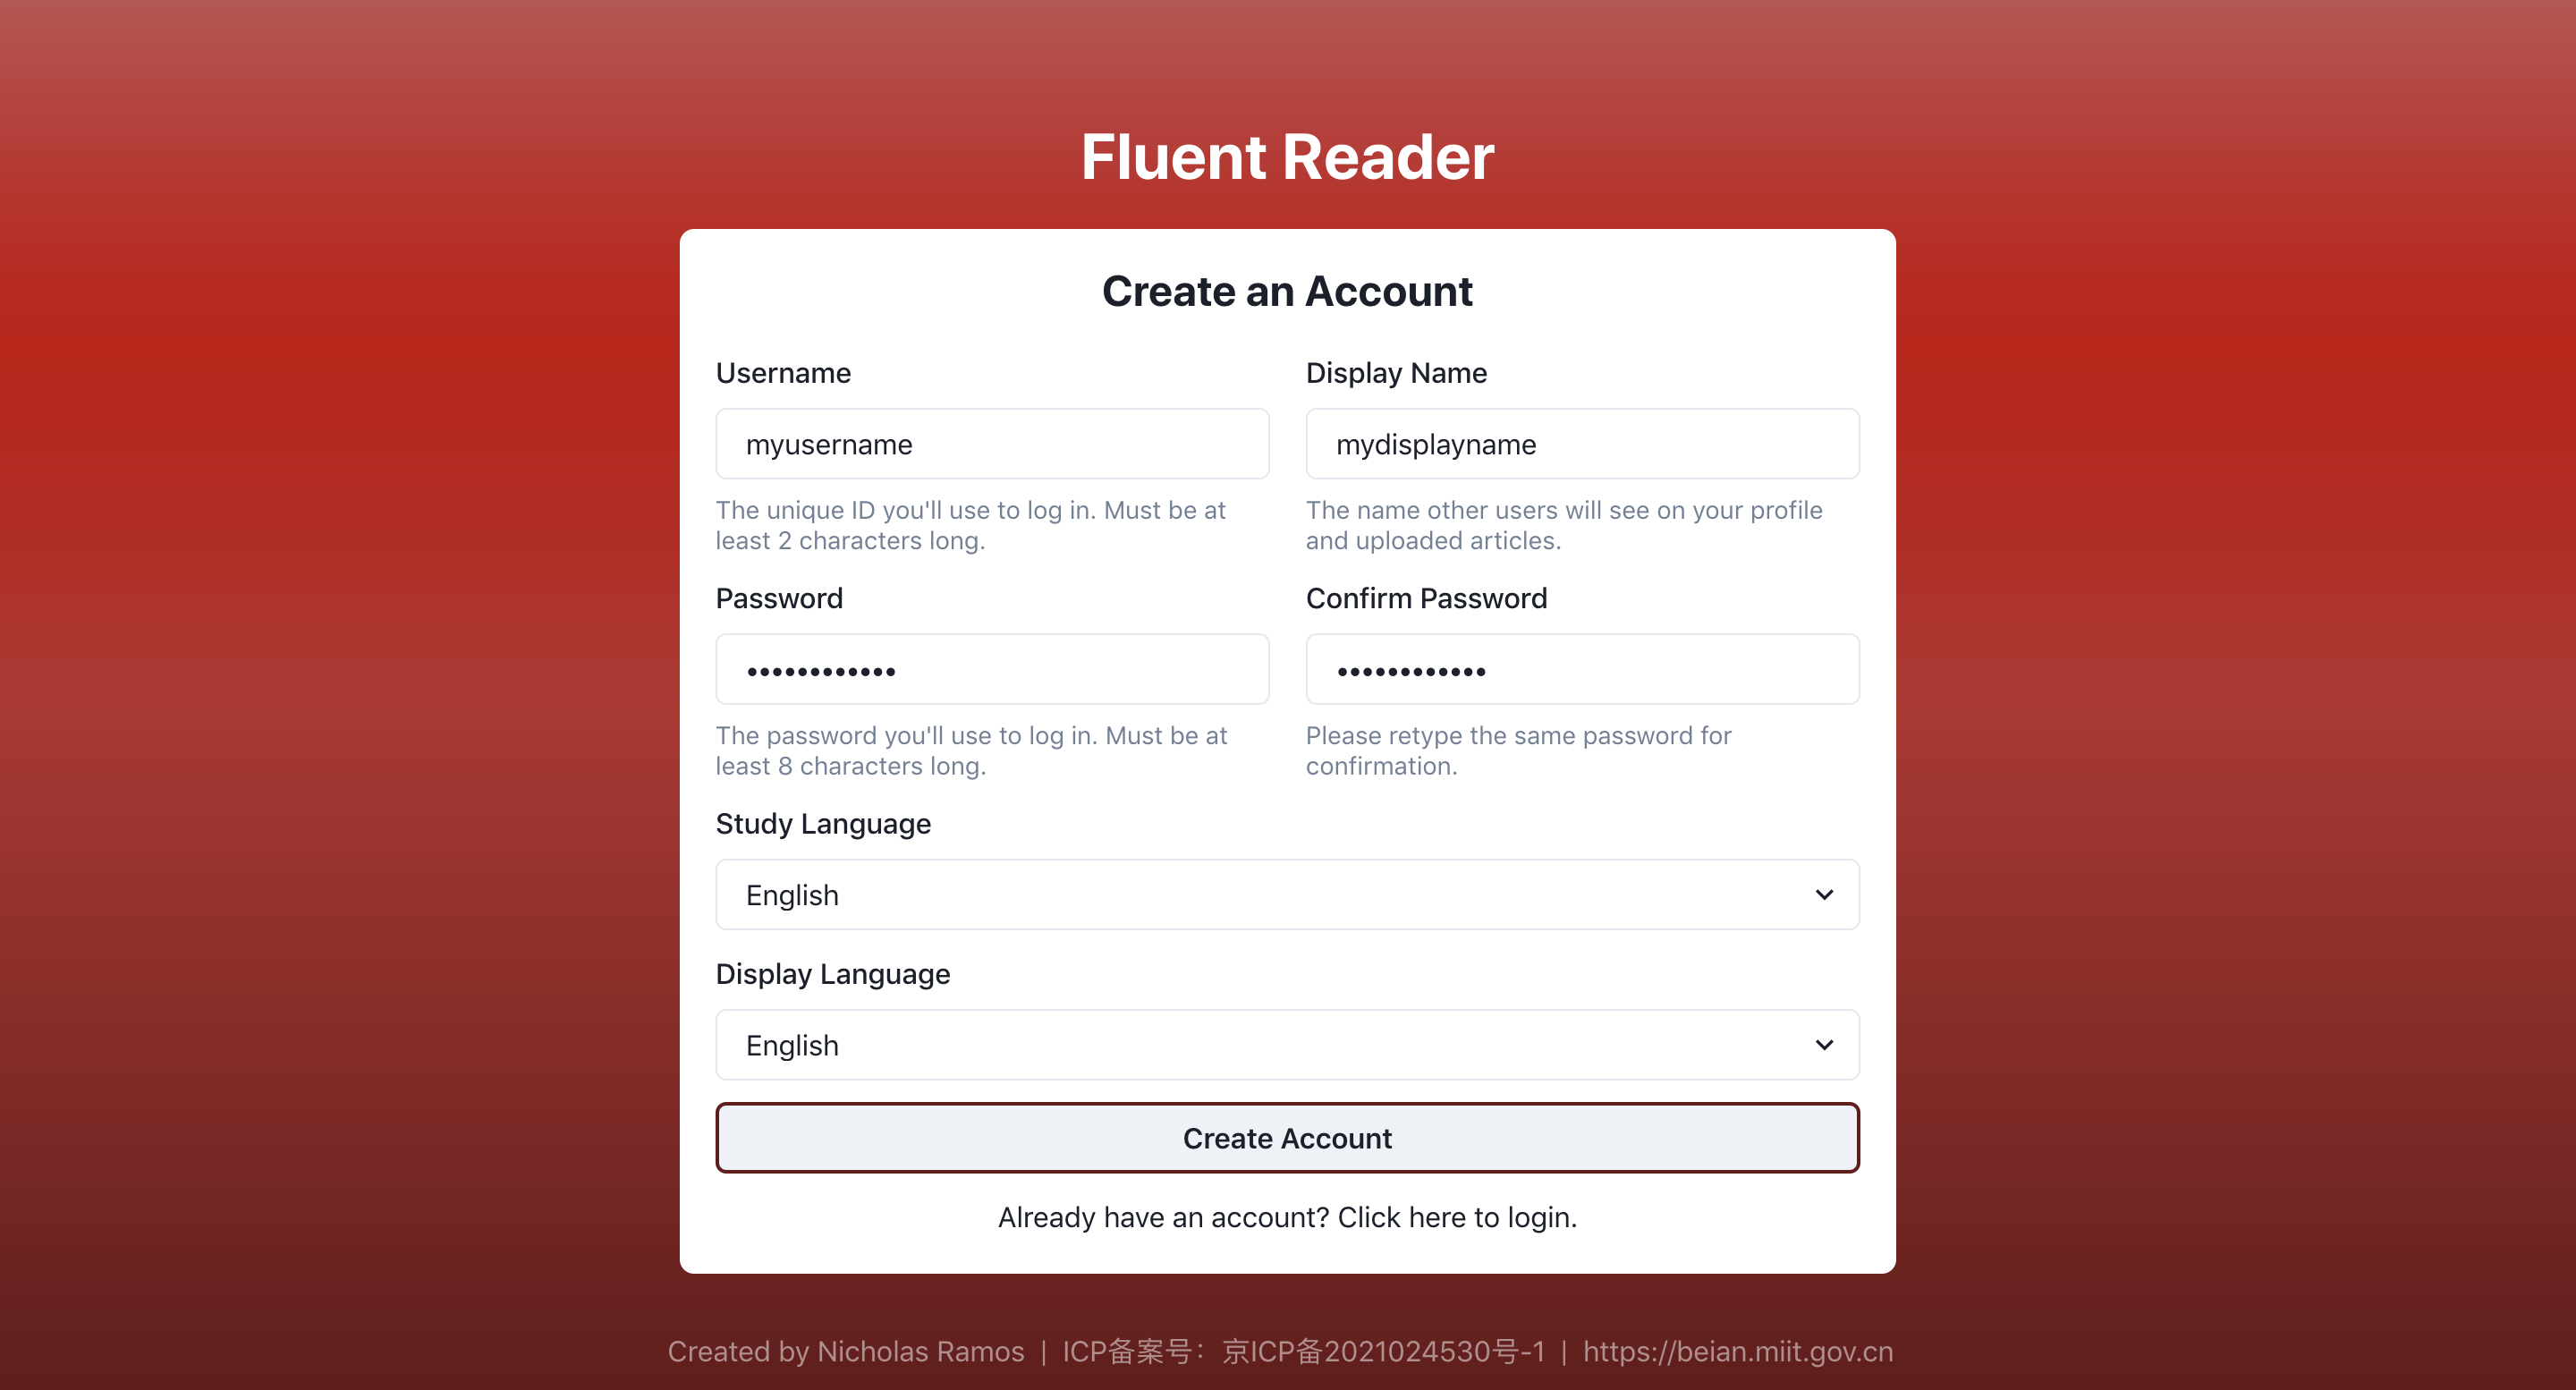 Fluent Reader
Create an Account
Username
Display Name
myusername
mydisplayname
The unique ID you'll use to log in. Must be at
least 2 characters long.
The name other users will see on your profile
and uploaded articles.
Password
Confirm Password
••••••••••••
••••••••••••
The password you'll use to log in. Must be at
least 8 characters long.
Please retype the same password for
confirmation.
Study Language
English
Display Language
English
Create Account
Already have an account? Click here to login.
Created by Nicholas Ramos | ICP备案号：京ICP备2021024530号-1 | https://beian.miit.gov.cn